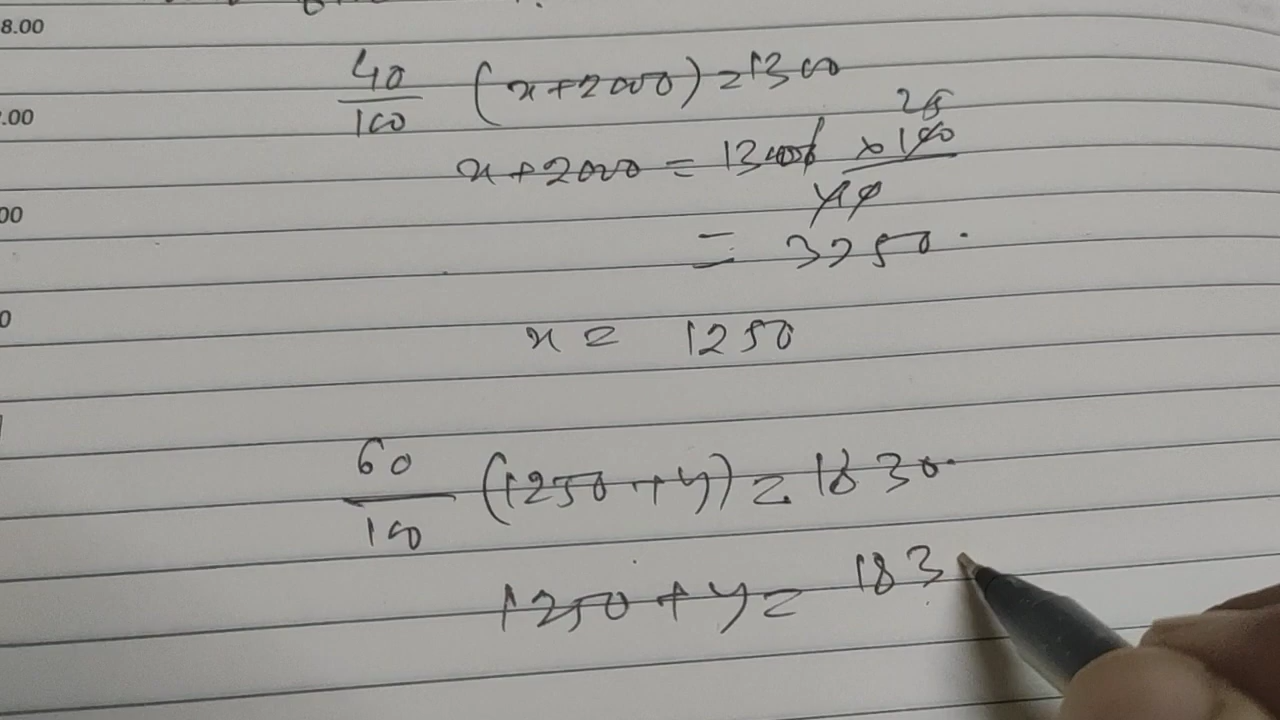 8.00
40/100 (x+2000) = 1300
.00
25
x+2000 = 1300 × 100
40
00
= 3250.
0
x = 1250
60/100 (1250 + y) = 1830.
1250 + y = 183